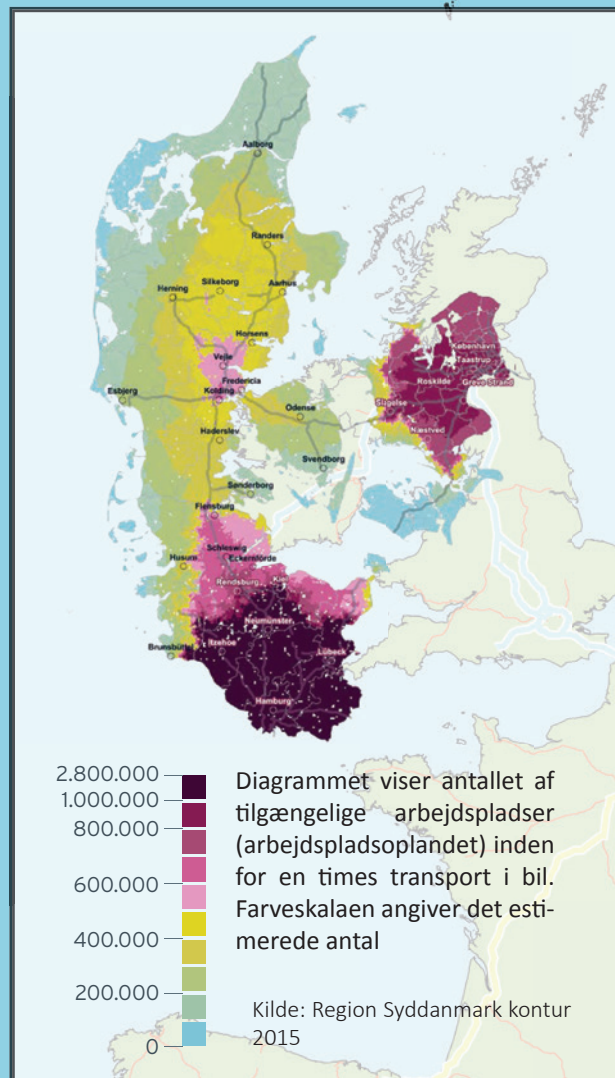 Aalborg
Randers
Silkeborg
Herning
Aarhus
Horsens
Vejle
Fredericia
Kolding
Esbjerg
Odense
Haderslev
Svendborg
Sønderborg
Flensburg
Schleswig
Eckernförde
Husum
Rendsburg
Kiel
Neumünster
Itzehoe
Brunsbüttel
Lübeck
Hamburg
København
Taastrup
Roskilde
Greve Strand
Slagelse
Næstved
2.800.000
1.000.000
800.000
600.000
400.000
200.000
0
Diagrammet viser antallet af
tilgængelige arbejdspladser
(arbejdspladsoplandet) inden
for en times transport i bil.
Farveskalaen angiver det esti-
merede antal
Kilde: Region Syddanmark kontur
2015